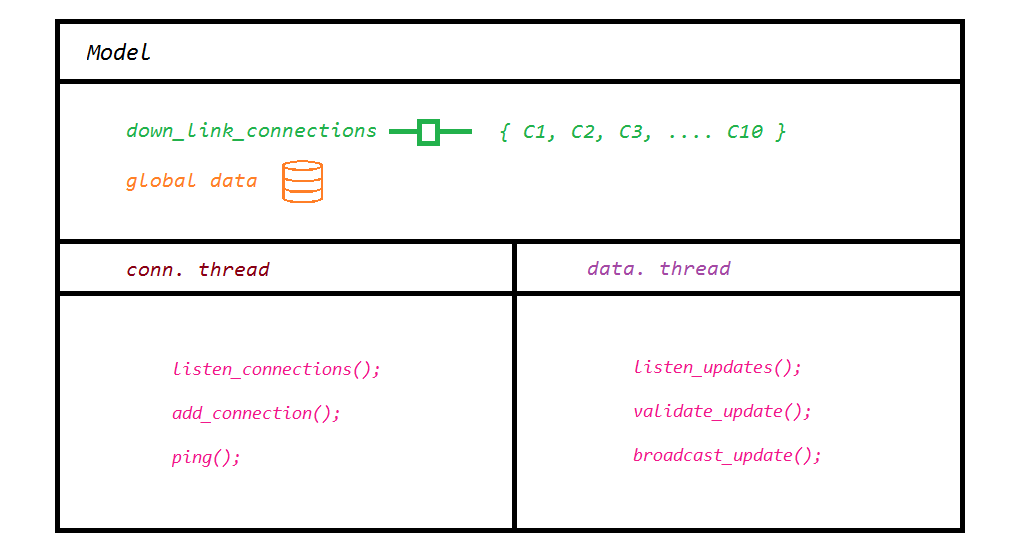 Model
down_link_connections { C1, C2, C3, .... C10 }
global data
conn. thread
data. thread
listen_connections();
add_connection();
ping();
listen_updates();
validate_update();
broadcast_update();